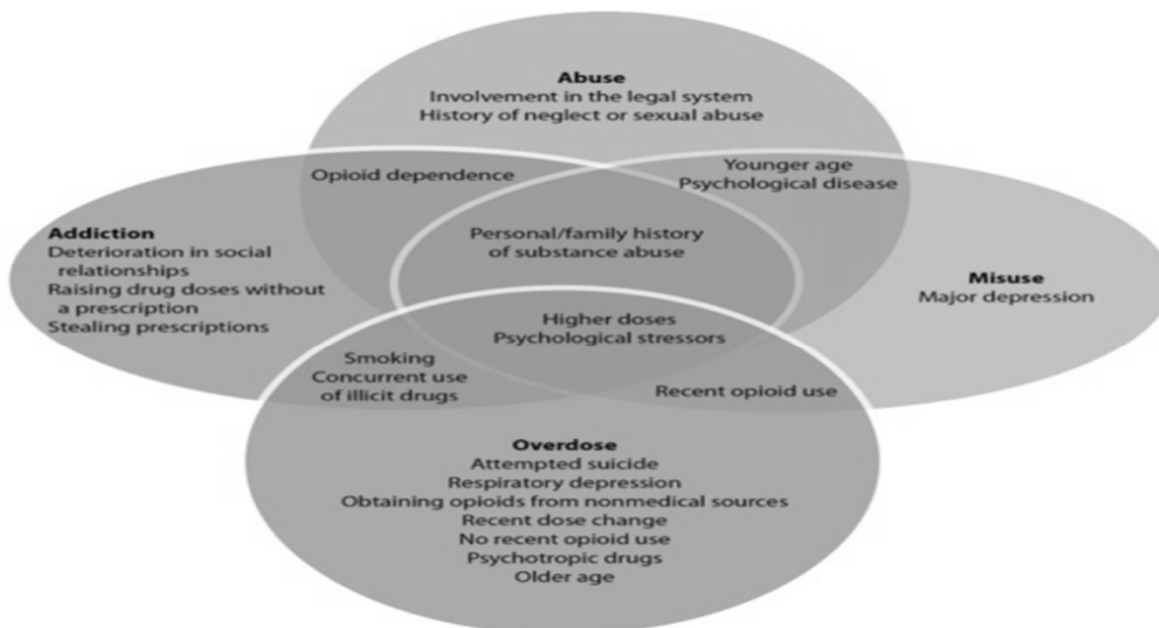 Abuse
Involvement in the legal system
History of neglect or sexual abuse
Opioid dependence
Younger age
Psychological disease
Addiction
Deterioration in social
relationships
Raising drug doses without
a prescription
Stealing prescriptions
Personal/family history
of substance abuse
Misuse
Major depression
Higher doses
Psychological stressors
Smoking
Concurrent use
of illicit drugs
Recent opioid use
Overdose
Attempted suicide
Respiratory depression
Obtaining opioids from nonmedical sources
Recent dose change
No recent opioid use
Psychotropic drugs
Older age